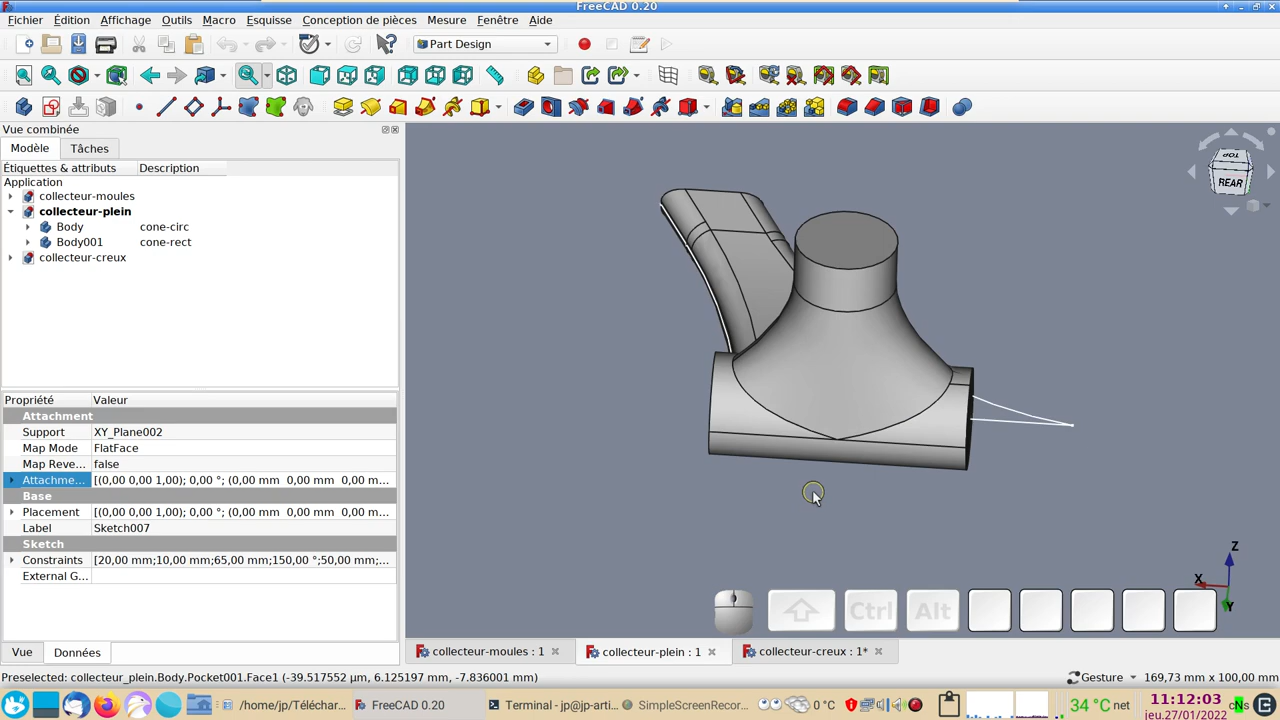 FreeCAD 0.20
Fichier Édition Affichage Outils Macro Esquisse Conception de pièces Mesure Fenêtre Aide
Part Design
Vue combinée
Modèle Tâches
Étiquettes & attributs Description
Application
collecteur-moules
collecteur-plein
Body cone-circ
Body001 cone-rect
collecteur-creux
Propriété Valeur
Attachment
Support XY_Plane002
Map Mode FlatFace
Map Reve... false
Attachme... [(0,00 0,00 1,00); 0,00 °; (0,00 mm 0,00 mm 0,00 m...
Base
Placement [(0,00 0,00 1,00); 0,00 °; (0,00 mm 0,00 mm 0,00 m...
Label Sketch007
Sketch
Constraints [20,00 mm;10,00 mm;65,00 mm;150,00 °;50,00 mm;...
External G...
TOP
REAR
Z
X
Y
Ctrl Alt
Vue Données
collecteur-moules : 1 collecteur-plein : 1 collecteur-creux : 1*
Preselected: collecteur_plein.Body.Pocket001.Face1 (-39.517552 µm, 6.125197 mm, -7.836001 mm)
Gesture 169,73 mm x 100,00 mm
/home/jp/Téléchar... FreeCAD 0.20 Terminal - jp@jp-arti... SimpleScreenRecor... 0 °C 34 °C net 11:12:03 cNs
jeu.27/01/2022